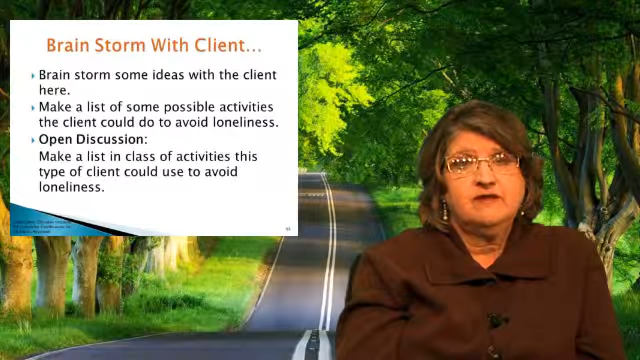 Brain Storm With Client...
Brain storm some ideas with the client
here.
Make a list of some possible activities
the client could do to avoid loneliness.
Open Discussion:
Make a list in class of activities this
type of client could use to avoid
loneliness.